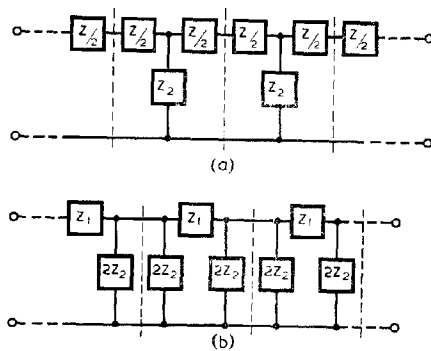 Z/2 Z/2 Z/2 Z/2 Z/2 Z/2
Z₂ Z₂
(a)
Z₁ Z₁ Z₁
2Z₂ 2Z₂ 2Z₂ 2Z₂ 2Z₂
(b)